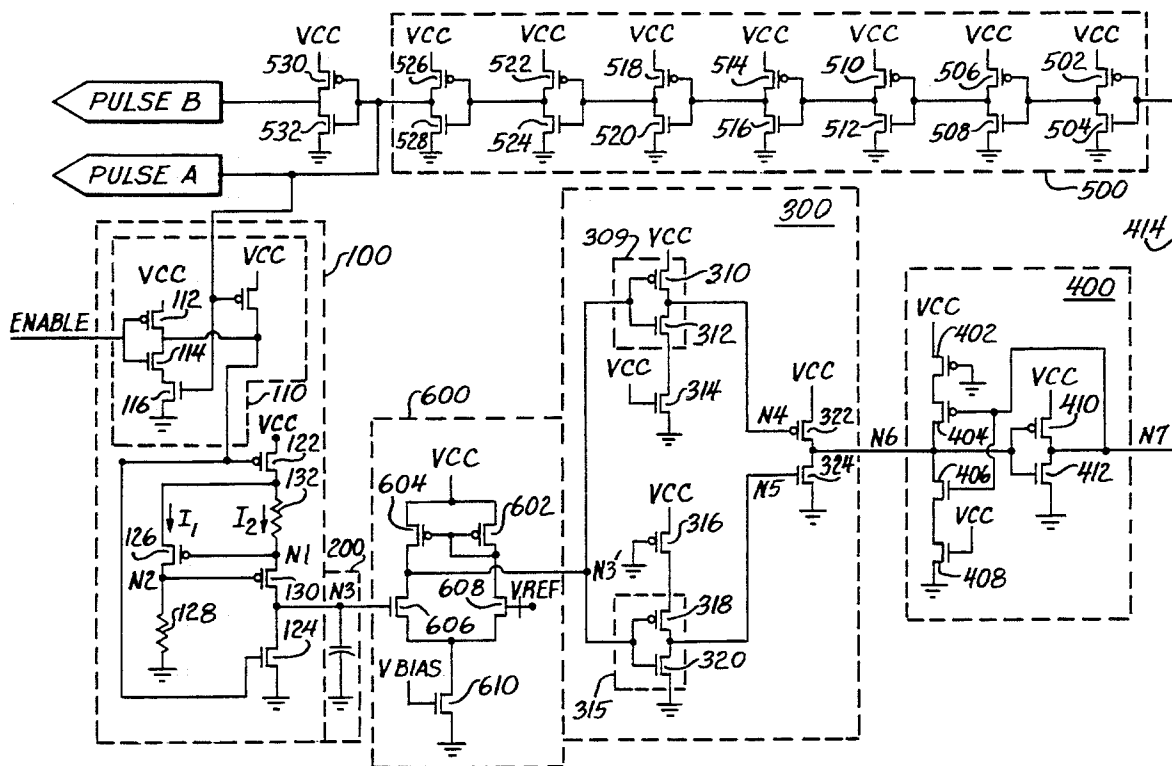 VCC
VCC
VCC
VCC
VCC
VCC
VCC
VCC
530
526
522
518
514
510
506
502
PULSE B
532
528
524
520
516
512
508
504
PULSE A
500
300
414
309
VCC
100
VCC
VCC
310
400
112
ENABLE
312
VCC
402
114
VCC
314
VCC
VCC
116
110
600
N4
322
404
410
N6
N7
VCC
122
324
132
VCC
N5
406
412
604
602
VCC
316
VCC
I1
I2
126
N1
200
N3'
408
N2
130
N3
608
VREF
318
128
124
606
320
V BIAS
610
315